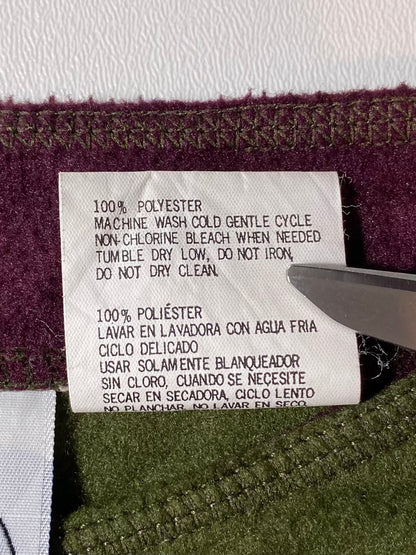 100% POLYESTER
MACHINE WASH COLD GENTLE CYCLE
NON-CHLORINE BLEACH WHEN NEEDED
TUMBLE DRY LOW, DO NOT IRON,
DO NOT DRY CLEAN.
100% POLIÉSTER
LAVAR EN LAVADORA CON AGUA FRIA
CICLO DELICADO
USAR SOLAMENTE BLANQUEADOR
SIN CLORO, CUANDO SE NECESITE
SECAR EN SECADORA, CICLO LENTO
NO PLANCHAR. NO LAVAR EN SECO